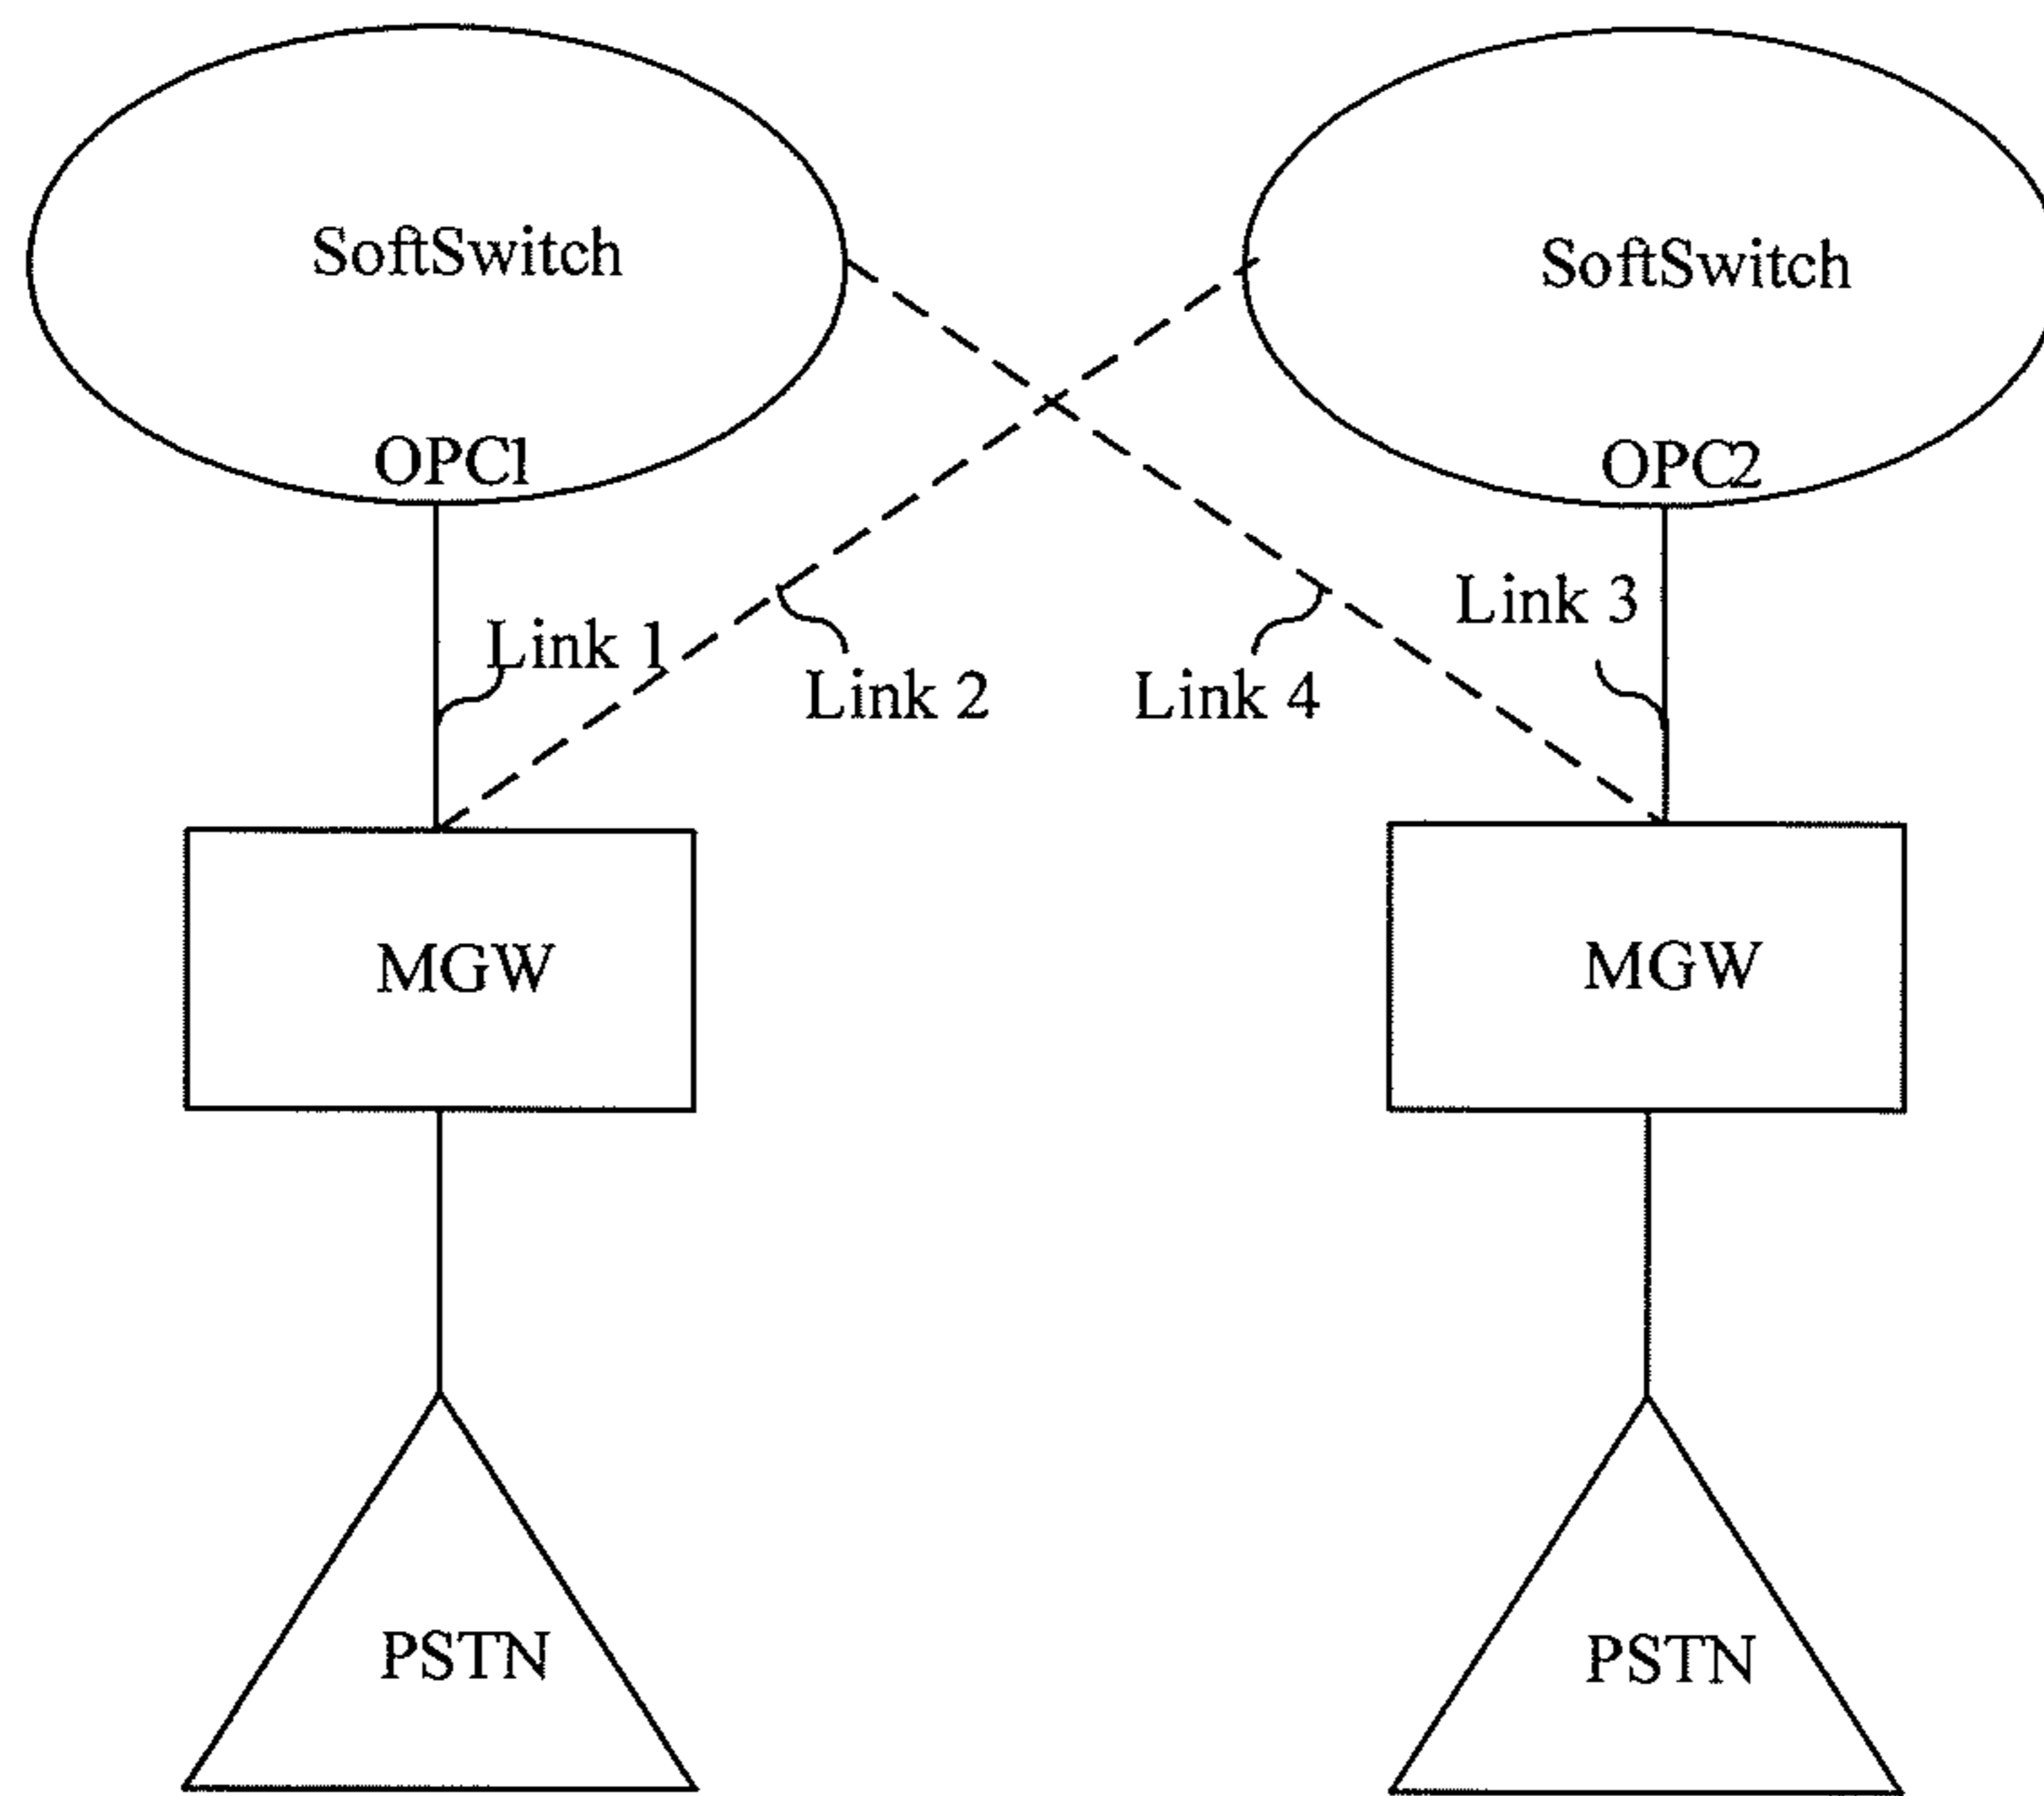 SoftSwitch
SoftSwitch
OPC1
OPC2
Link 3
Link 1
Link 2
Link 4
MGW
MGW
PSTN
PSTN